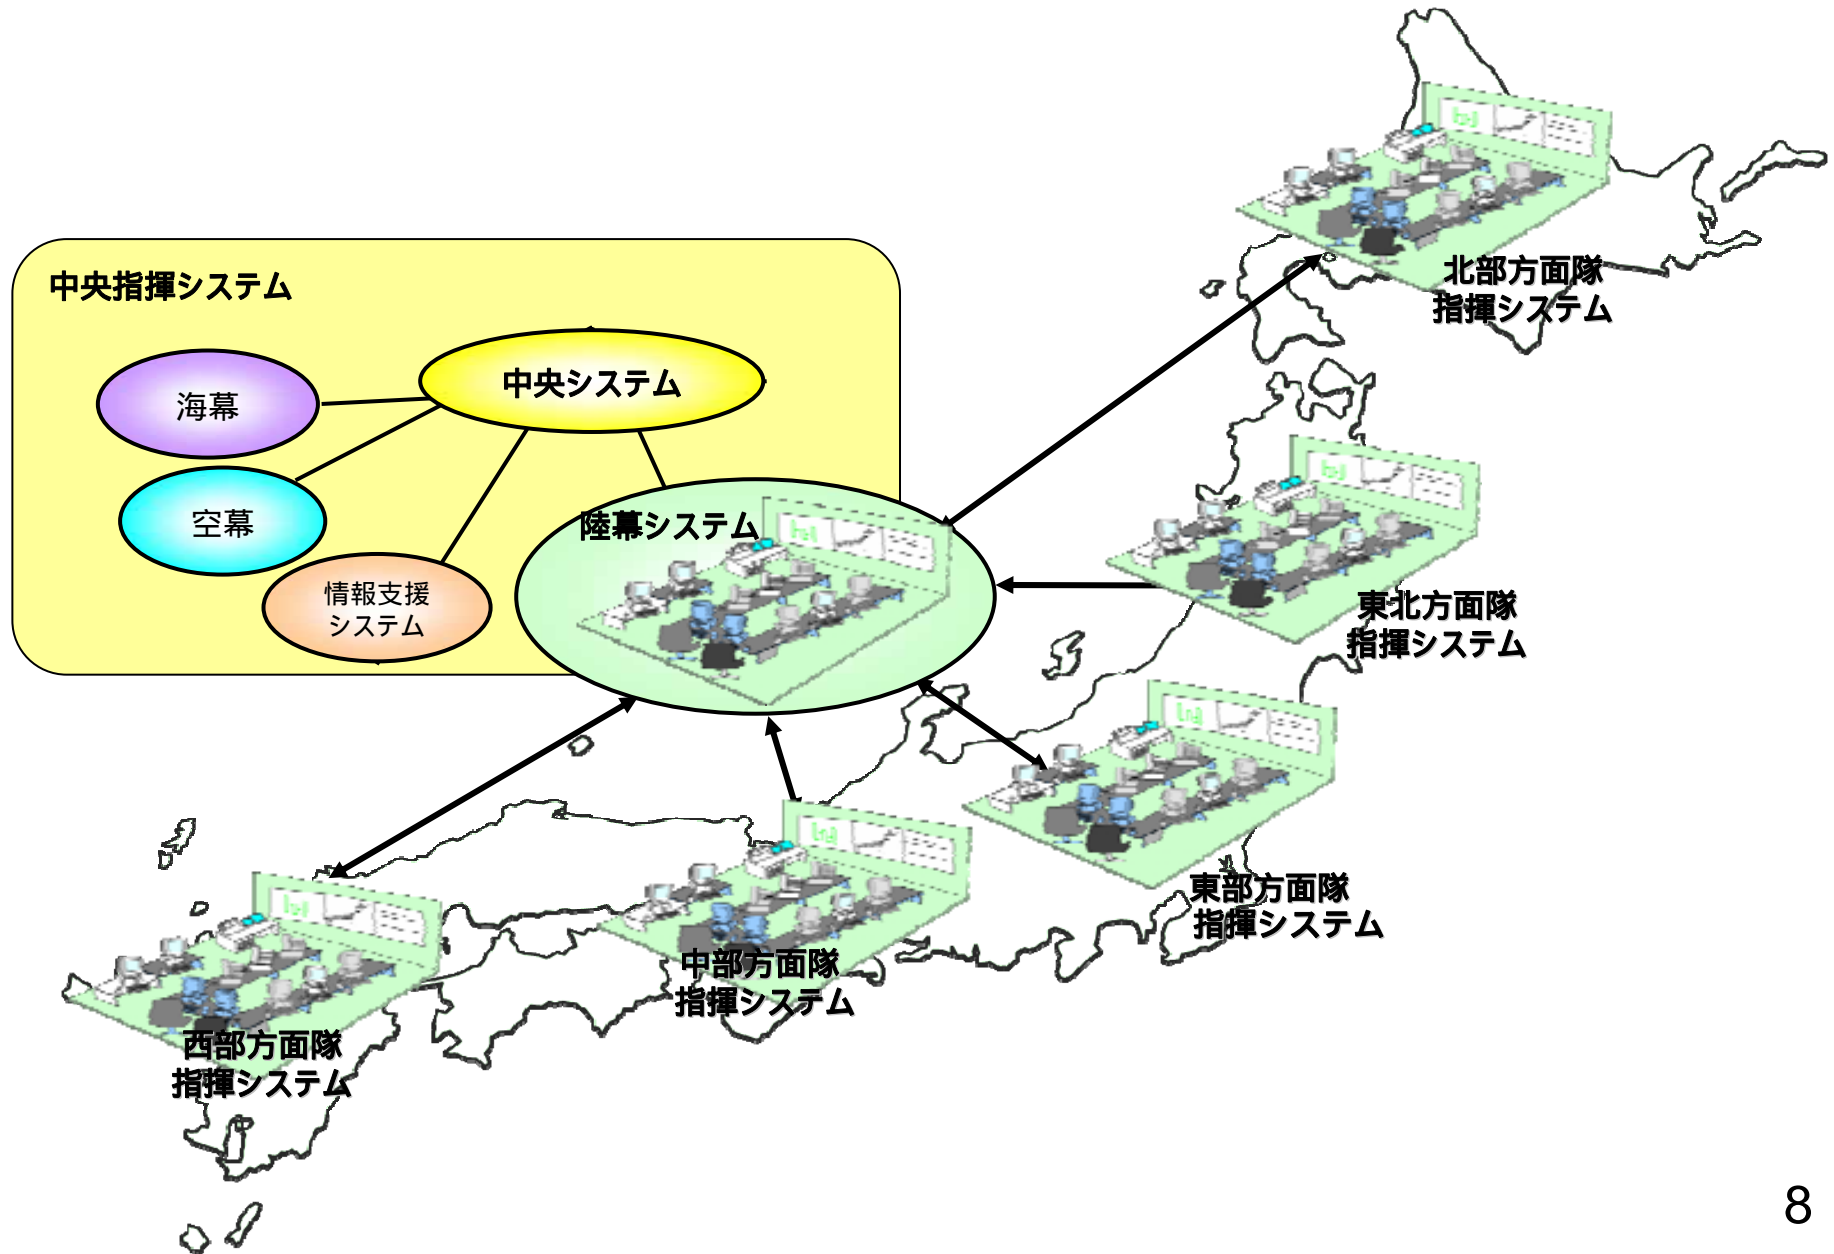 北部方面隊
指揮システム
中央指揮システム
中央システム
海幕
空幕
陸幕システム
情報支援
システム
東北方面隊
指揮システム
東部方面隊
指揮システム
中部方面隊
指揮システム
西部方面隊
指揮システム
8